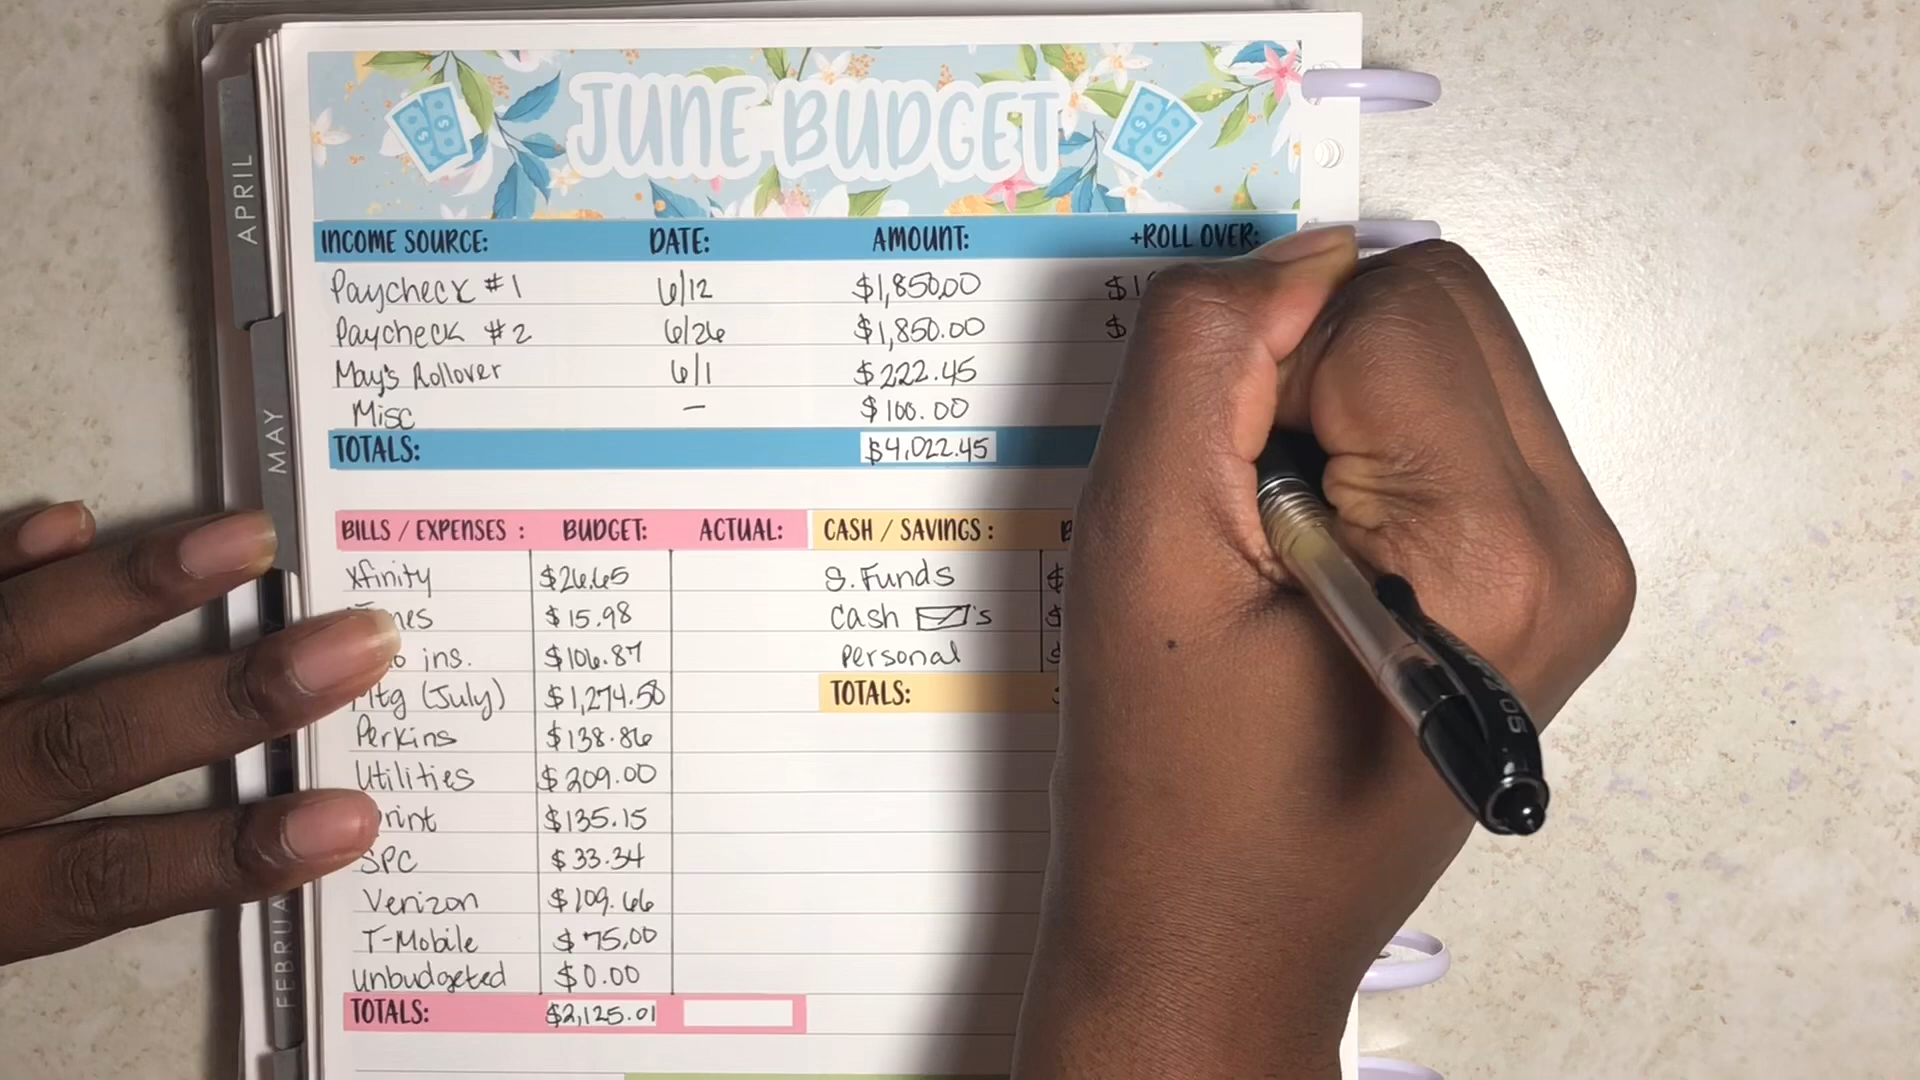 JUNE BUDGET
APRIL
MAY
INCOME SOURCE: DATE: AMOUNT: +ROLL OVER:
Paycheck #1 6/12 $1,850.00 $1
Paycheck #2 6/26 $1,850.00 $
May's Rollover 6/1 $222.45
Misc – $100.00
TOTALS: $4,022.45
BILLS / EXPENSES : BUDGET: ACTUAL: CASH / SAVINGS : B
Xfinity $26.65 S. Funds $
$15.98 Cash 's $
ins. $106.87 Personal $
Mtg (July) $1,274.50 TOTALS:
Perkins $138.86
Utilities $209.00
rint $135.15
SPC $33.34
Verizon $109.66
T-Mobile $75.00
Unbudgeted $0.00
TOTALS: $2,125.01
FEBRUA